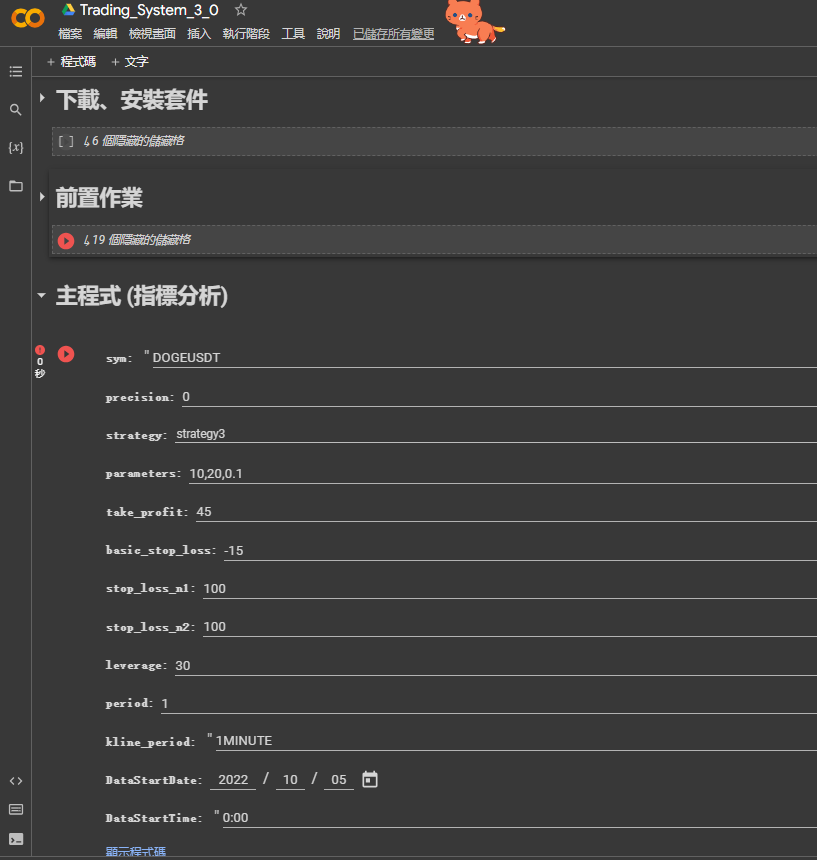 Trading_System_3_0
檔案 編輯 檢視畫面 插入 執行階段 工具 說明 已儲存所有變更
+ 程式碼 + 文字
下載、安裝套件
[ ] ↳ 6 個隱藏的儲藏格
前置作業
↳ 19 個隱藏的儲藏格
主程式 (指標分析)
sym: " DOGEUSDT
0
秒
precision: 0
strategy: strategy3
parameters: 10,20,0.1
take_profit: 45
basic_stop_loss: -15
stop_loss_n1: 100
stop_loss_n2: 100
leverage: 30
period: 1
kline_period: " 1MINUTE
DataStartDate: 2022 / 10 / 05
DataStartTime: " 0:00
顯示程式碼